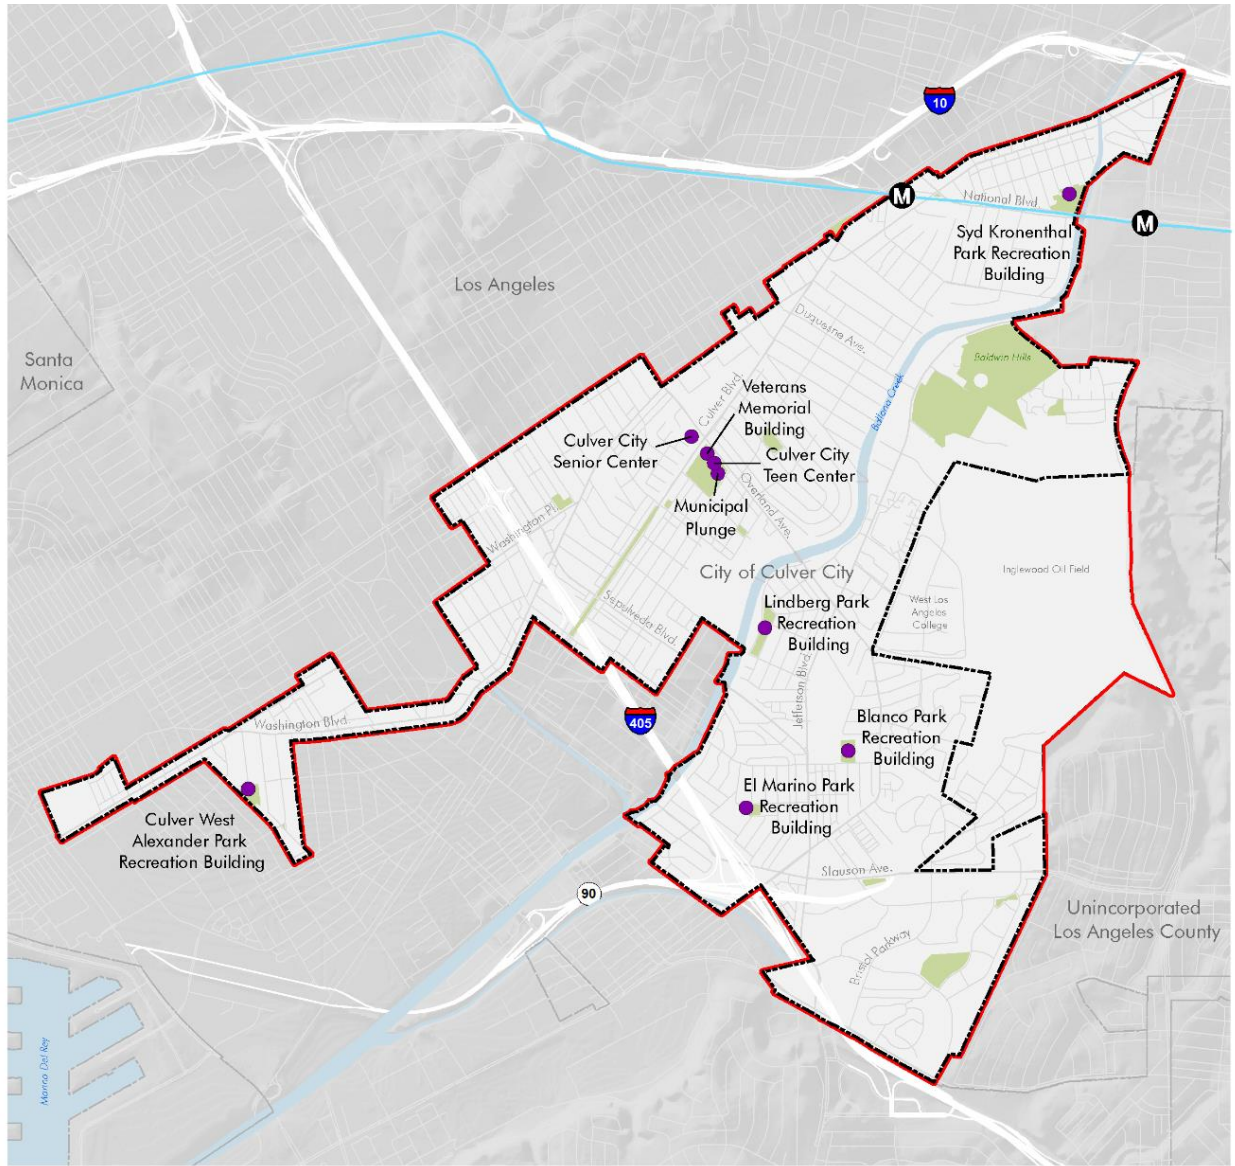 10
National Blvd.
M
M
Syd Kronenthal
Park Recreation
Building
Los Angeles
Duquesne Ave.
Santa
Monica
Baldwin Hills
Culver Blvd.
Ballona Creek
Veterans
Memorial
Building
Culver City
Senior Center
Culver City
Teen Center
Overland Ave.
Municipal
Plunge
Washington Pl.
City of Culver City
Inglewood Oil Field
West Los
Angeles
College
Sepulveda Blvd.
Lindberg Park
Recreation
Building
Jefferson Blvd.
405
Washington Blvd.
Blanco Park
Recreation
Building
El Marino Park
Recreation
Building
Culver West
Alexander Park
Recreation Building
Slauson Ave.
90
Unincorporated
Los Angeles County
Bristol Parkway
Marina Del Rey